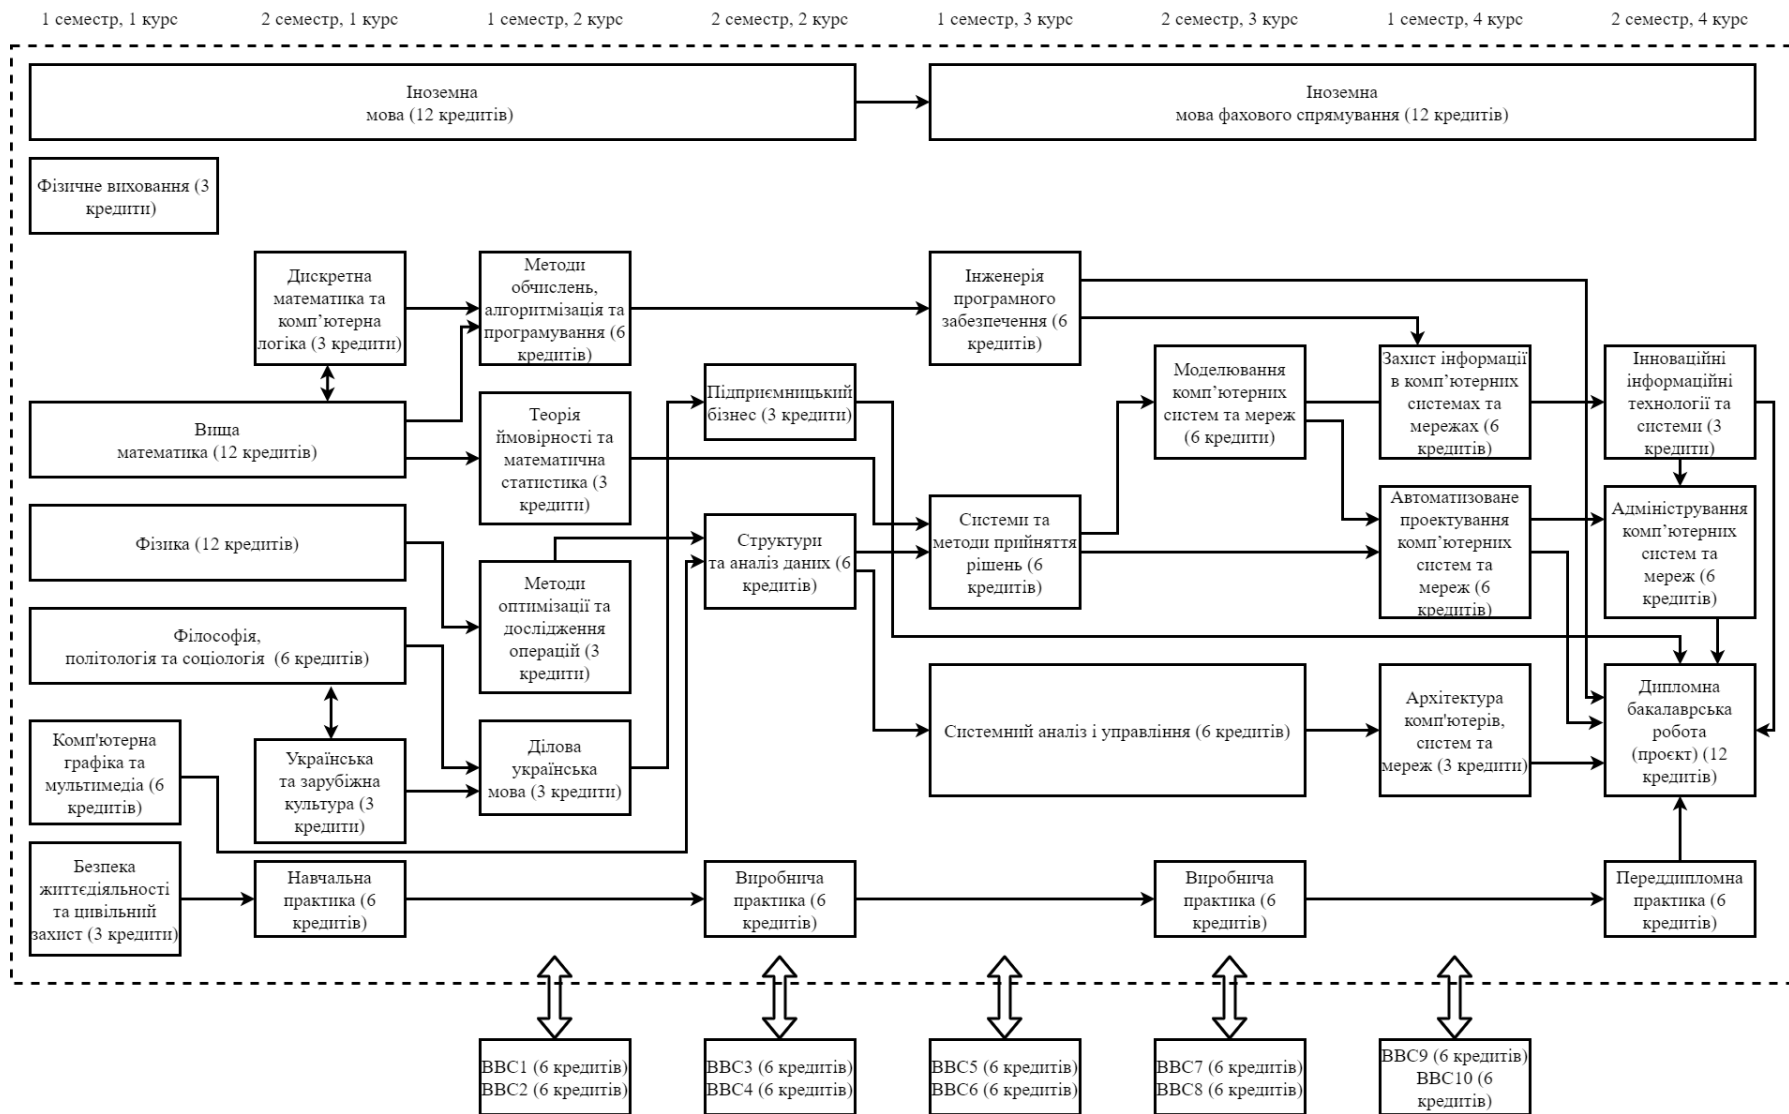 1 семестр, 1 курс
2 семестр, 1 курс
1 семестр, 2 курс
2 семестр, 2 курс
1 семестр, 3 курс
2 семестр, 3 курс
1 семестр, 4 курс
2 семестр, 4 курс
Іноземна
мова (12 кредитів)
Іноземна
мова фахового спрямування (12 кредитів)
Фізичне виховання (3
кредити)
Дискретна
математика та
комп’ютерна
логіка (3 кредити)
Методи
обчислень,
алгоритмізація та
програмування (6
кредитів)
Інженерія
програмного
забезпечення (6
кредитів)
Вища
математика (12 кредитів)
Теорія
ймовірності та
математична
статистика (3
кредити)
Підприємницький
бізнес (3 кредити)
Моделювання
комп’ютерних
систем та мереж
(6 кредити)
Захист інформації
в комп’ютерних
системах та
мережах (6
кредитів)
Інноваційні
інформаційні
технології та
системи (3
кредити)
Фізика (12 кредитів)
Методи
оптимізації та
дослідження
операцій (3
кредити)
Структури
та аналіз даних (6
кредитів)
Системи та
методи прийняття
рішень (6
кредитів)
Автоматизоване
проектування
комп’ютерних
систем та
мереж (6
кредитів)
Адміністрування
комп’ютерних
систем та
мереж (6
кредитів)
Філософія,
політологія та соціологія (6 кредитів)
Комп'ютерна
графіка та
мультимедіа (6
кредитів)
Українська
та зарубіжна
культура (3
кредити)
Ділова
українська
мова (3 кредити)
Системний аналіз і управління (6 кредитів)
Архітектура
комп'ютерів,
систем та
мереж (3 кредити)
Дипломна
бакалаврська
робота
(проєкт) (12
кредитів)
Безпека
життєдіяльності
та цивільний
захист (3 кредити)
Навчальна
практика (6
кредитів)
Виробнича
практика (6
кредитів)
Виробнича
практика (6
кредитів)
Переддипломна
практика (6
кредитів)
ВВС1 (6 кредитів)
ВВС2 (6 кредитів)
ВВС3 (6 кредитів)
ВВС4 (6 кредитів)
ВВС5 (6 кредитів)
ВВС6 (6 кредитів)
ВВС7 (6 кредитів)
ВВС8 (6 кредитів)
ВВС9 (6 кредитів)
ВВС10 (6
кредитів)